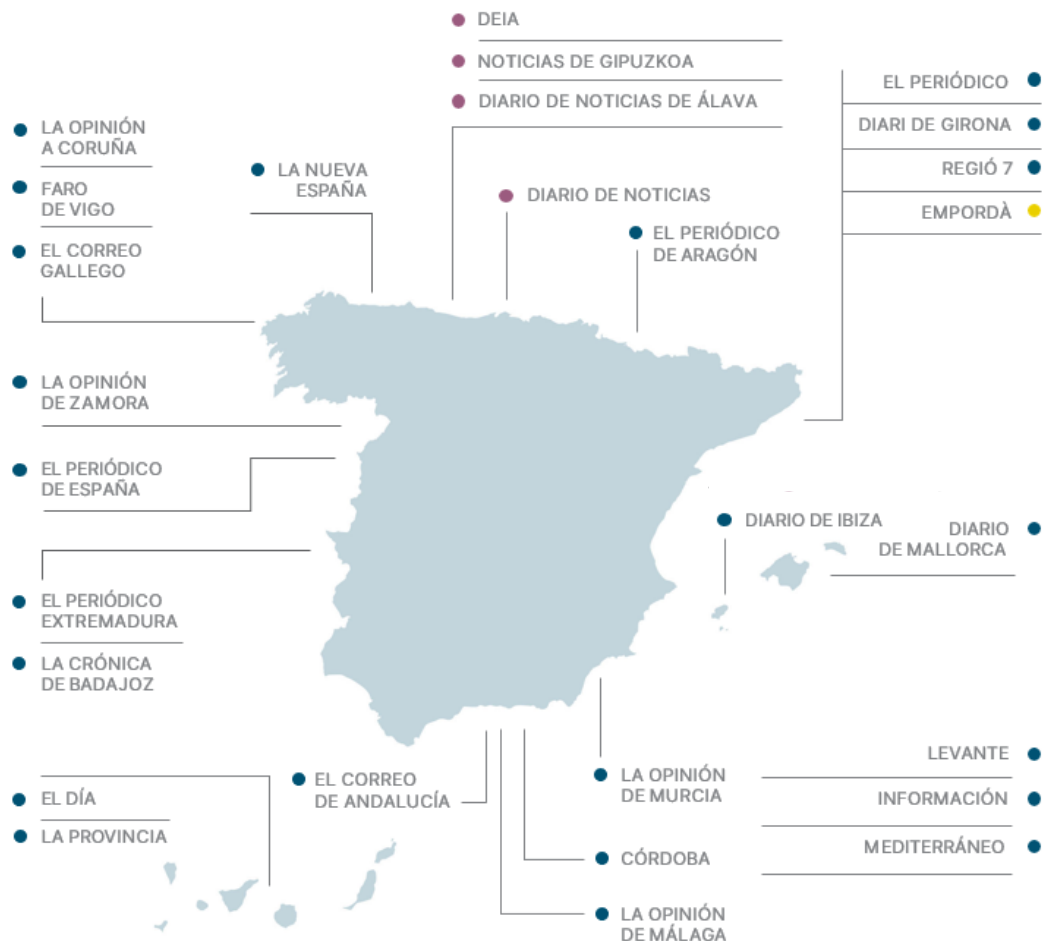 DEIA
NOTICIAS DE GIPUZKOA
DIARIO DE NOTICIAS DE ÁLAVA
EL PERIÓDICO
DIARI DE GIRONA
REGIÓ 7
EMPORDÀ
LA OPINIÓN
A CORUÑA
FARO
DE VIGO
EL CORREO
GALLEGO
LA NUEVA
ESPAÑA
DIARIO DE NOTICIAS
EL PERIÓDICO
DE ARAGÓN
LA OPINIÓN
DE ZAMORA
EL PERIÓDICO
DE ESPAÑA
DIARIO DE IBIZA
DIARIO
DE MALLORCA
EL PERIÓDICO
EXTREMADURA
LA CRÓNICA
DE BADAJOZ
EL DÍA
LA PROVINCIA
EL CORREO
DE ANDALUCÍA
LA OPINIÓN
DE MURCIA
CÓRDOBA
LA OPINIÓN
DE MÁLAGA
LEVANTE
INFORMACIÓN
MEDITERRÁNEO